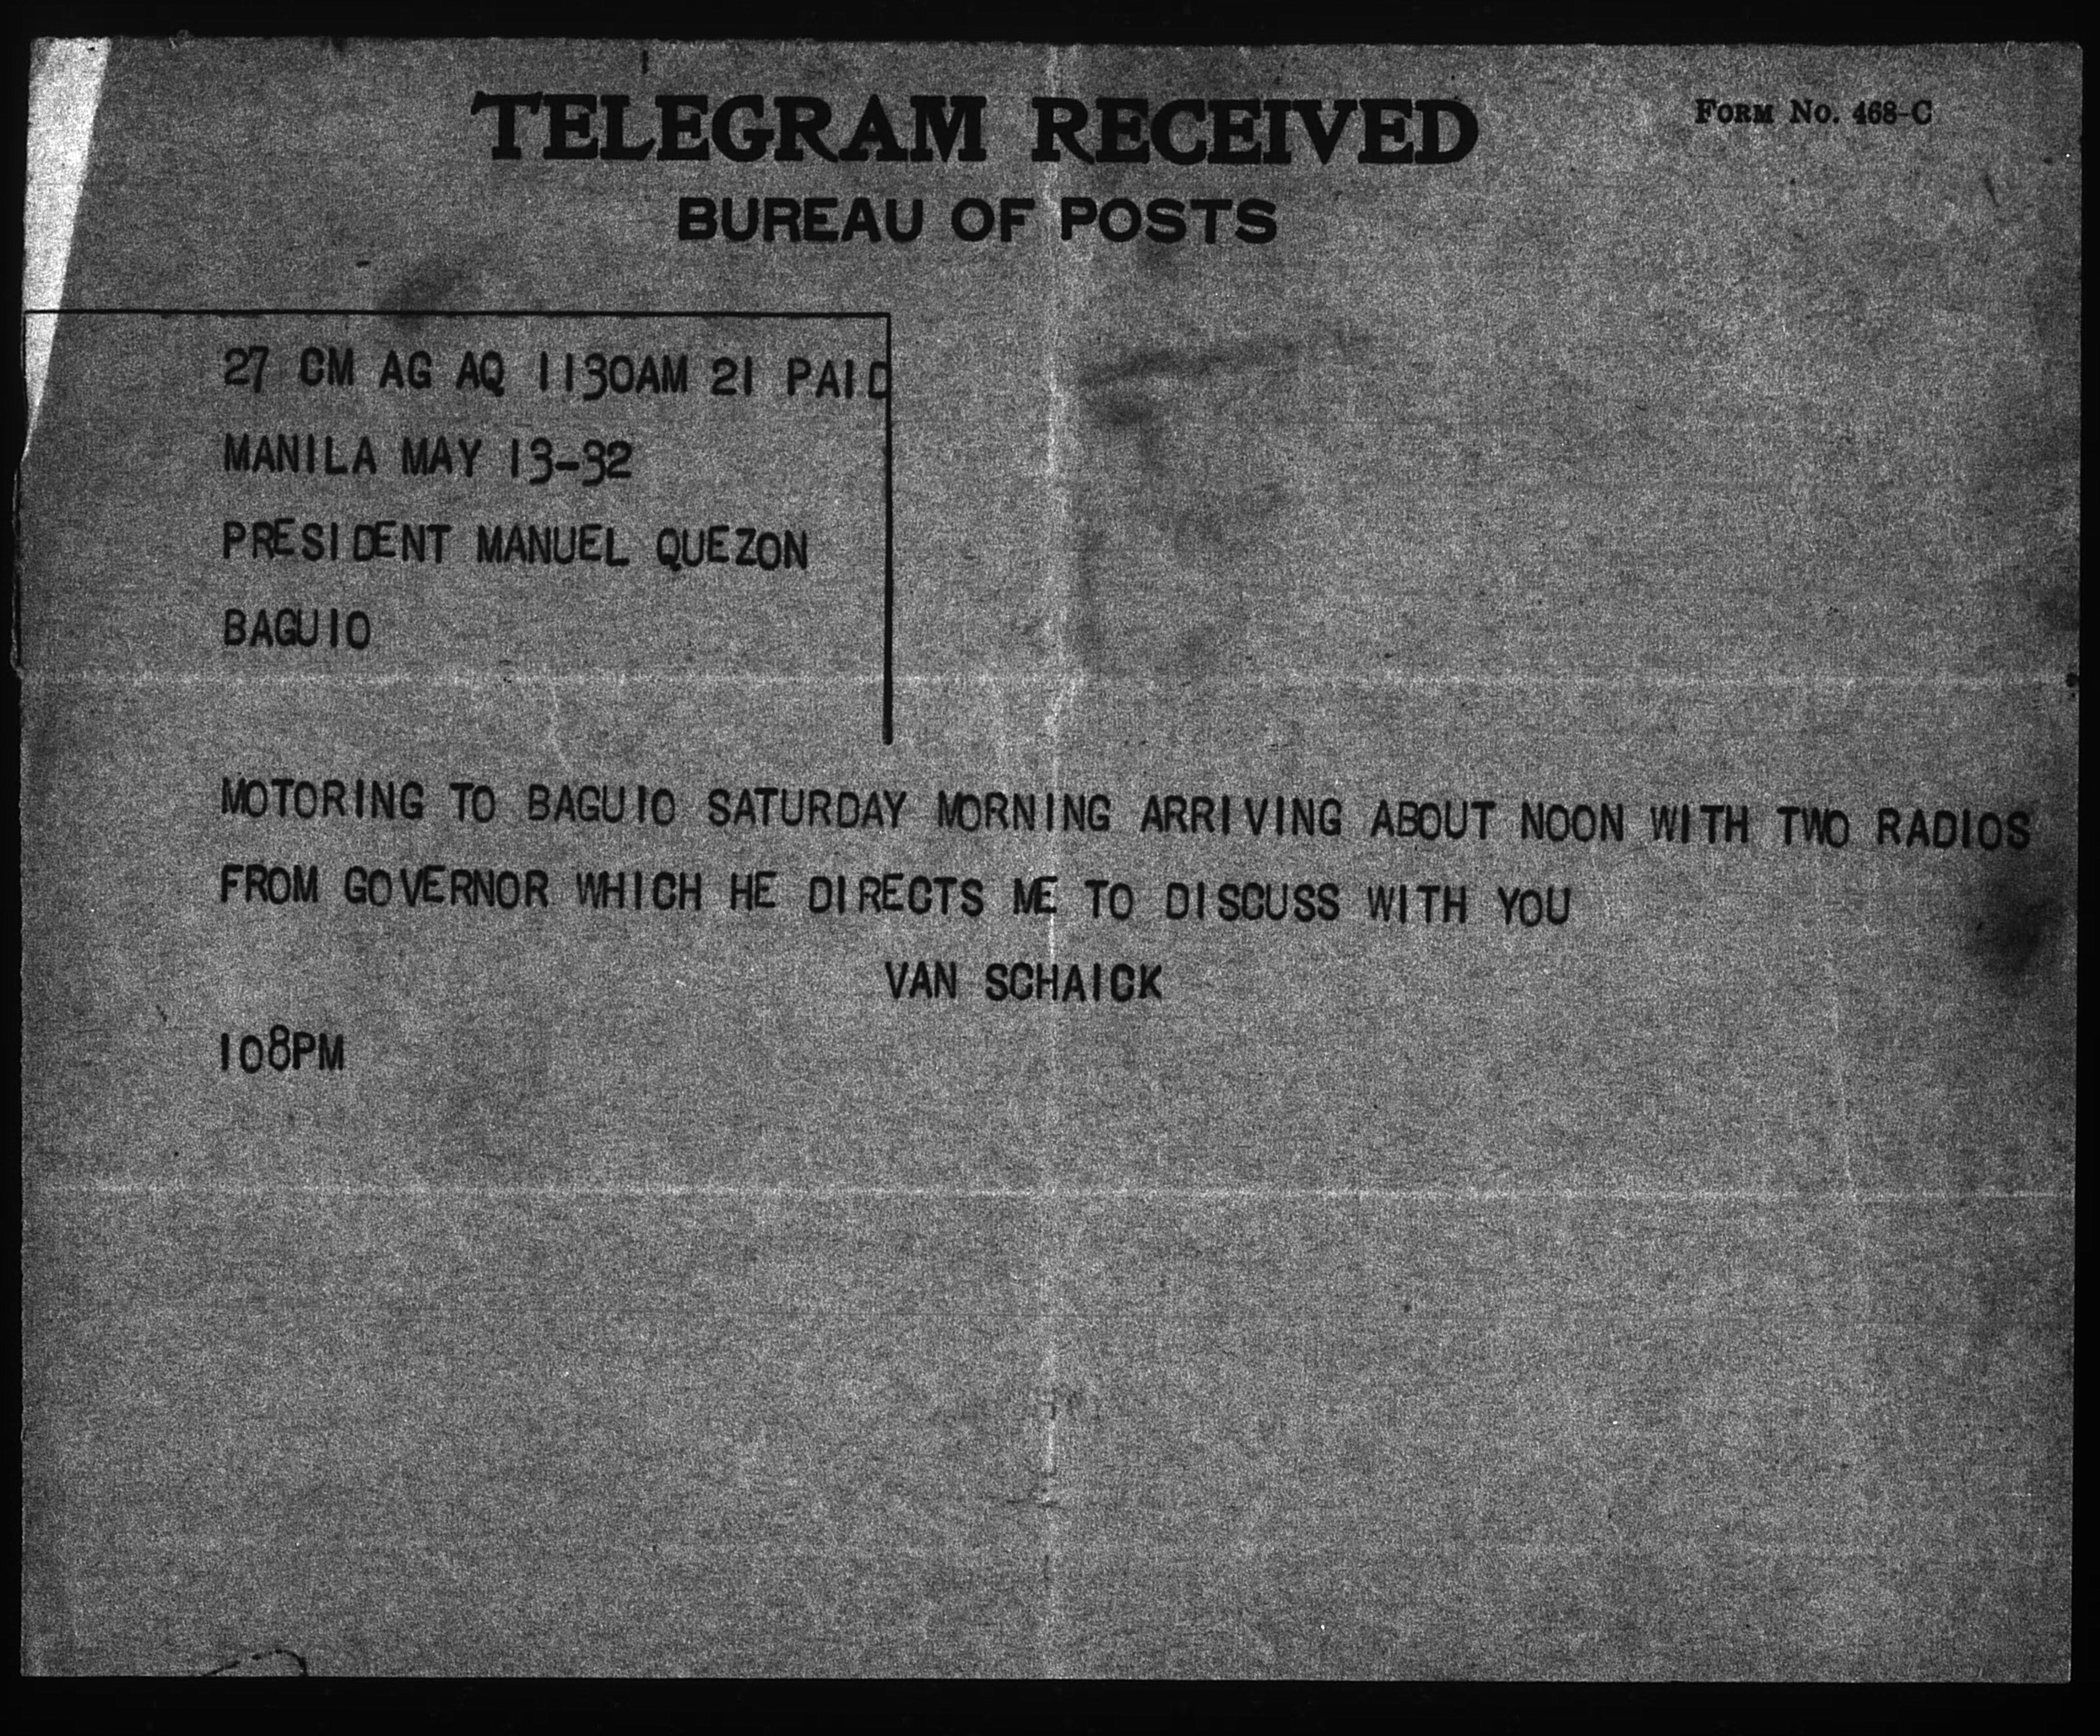 TELEGRAM RECEIVED
FORM NO. 468-C
BUREAU OF POSTS
27 CM AG AQ 1130AM 21 PAID
MANILA MAY 13-32
PRESIDENT MANUEL QUEZON
BAGUIO
MOTORING TO BAGUIO SATURDAY MORNING ARRIVING ABOUT NOON WITH TWO RADIOS
FROM GOVERNOR WHICH HE DIRECTS ME TO DISCUSS WITH YOU
VAN SCHAICK
108PM